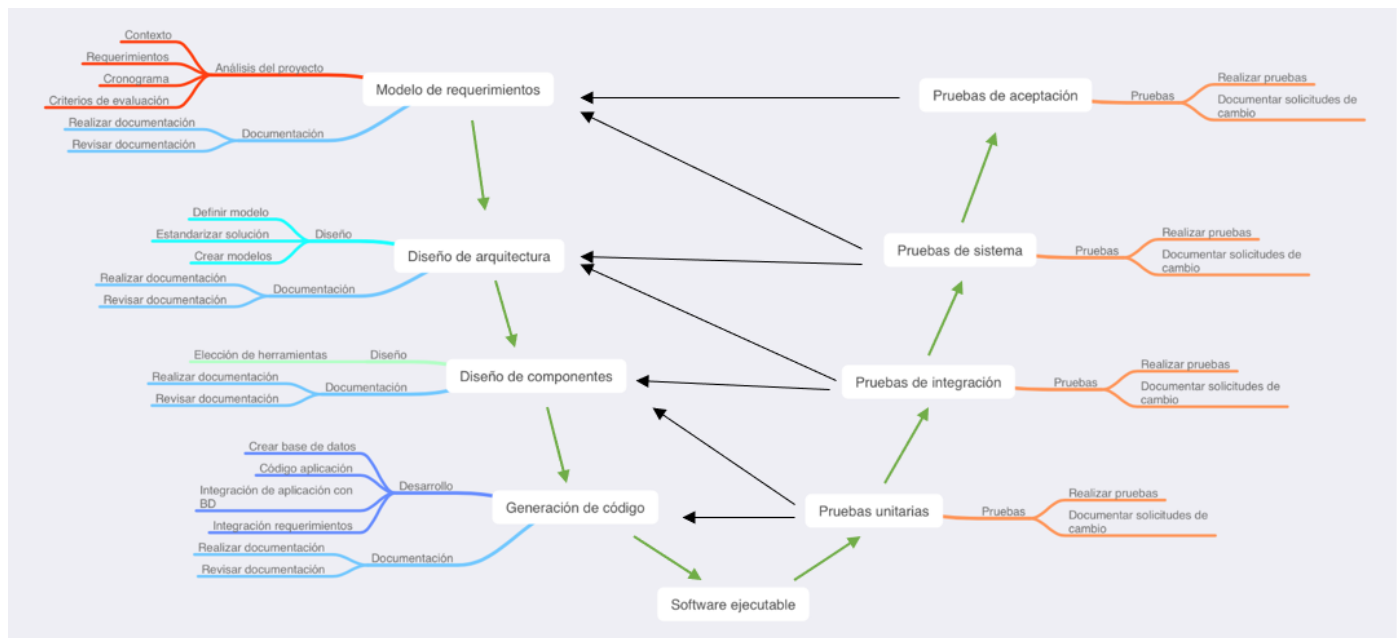 Contexto
Requerimientos
Cronograma
Criterios de evaluación
Análisis del proyecto
Realizar documentación
Revisar documentación
Documentación
Modelo de requerimientos
Pruebas de aceptación
Pruebas
Realizar pruebas
Documentar solicitudes de
cambio
Definir modelo
Estandarizar solución
Crear modelos
Diseño
Realizar documentación
Revisar documentación
Documentación
Diseño de arquitectura
Pruebas de sistema
Pruebas
Realizar pruebas
Documentar solicitudes de
cambio
Elección de herramientas
Diseño
Realizar documentación
Revisar documentación
Documentación
Diseño de componentes
Pruebas de integración
Pruebas
Realizar pruebas
Documentar solicitudes de
cambio
Crear base de datos
Código aplicación
Integración de aplicación con
BD
Integración requerimientos
Desarrollo
Realizar documentación
Revisar documentación
Documentación
Generación de código
Pruebas unitarias
Pruebas
Realizar pruebas
Documentar solicitudes de
cambio
Software ejecutable